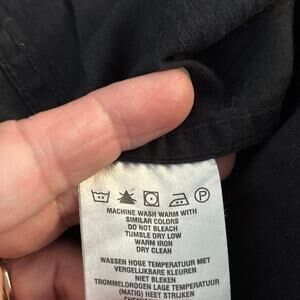 P
MACHINE WASH WARM WITH
SIMILAR COLORS
DO NOT BLEACH
TUMBLE DRY LOW
WARM IRON
DRY CLEAN
WASSEN HOGE TEMPERATUUR MET
VERGELIJKBARE KLEUREN
NIET BLEKEN
TROMMELDROGEN LAGE TEMPERATUUR
(MATIG) HEET STRIJKEN